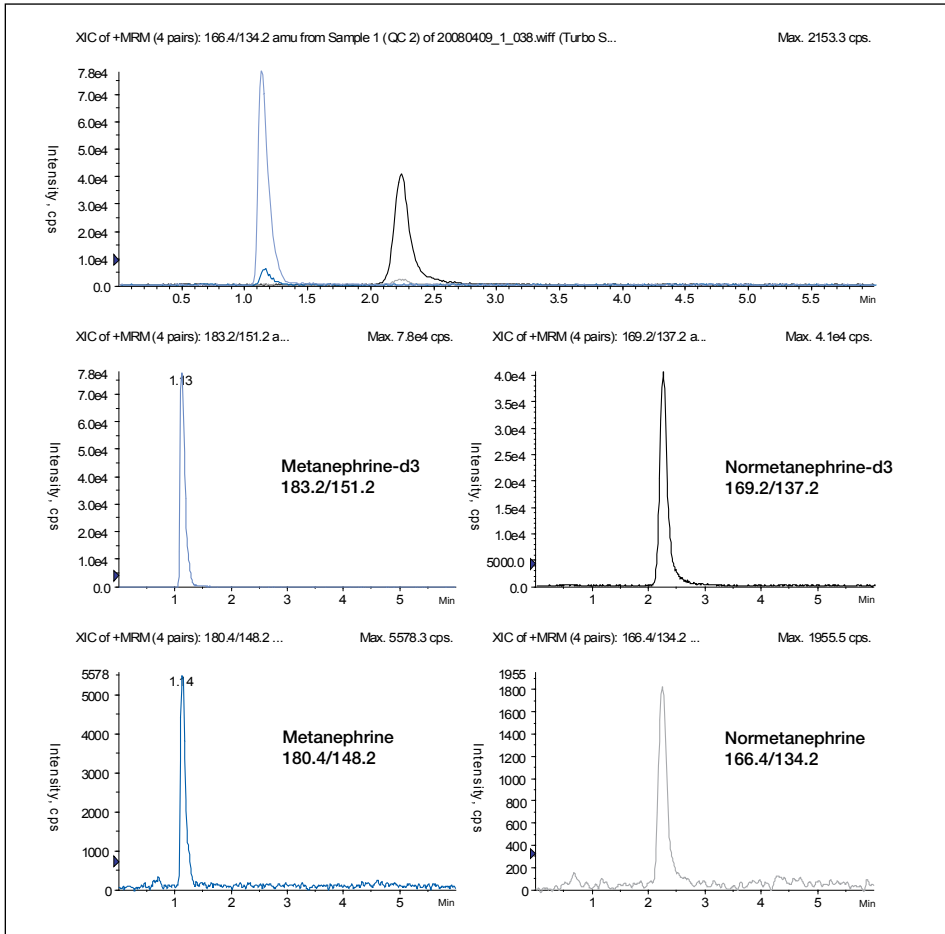 XIC of +MRM (4 pairs): 166.4/134.2 amu from Sample 1 (QC 2) of 20080409_1_038.wiff (Turbo S... Max. 2153.3 cps.
7.8e4
7.0e4
6.0e4
5.0e4
4.0e4
3.0e4
2.0e4
1.0e4
0.0
Intensity, cps
0.5 1.0 1.5 2.0 2.5 3.0 3.5 4.0 4.5 5.0 5.5 Min
XIC of +MRM (4 pairs): 183.2/151.2 a... Max. 7.8e4 cps.
7.8e4
7.0e4
6.0e4
5.0e4
4.0e4
3.0e4
2.0e4
1.0e4
0.0
Intensity, cps
1.13
Metanephrine-d3
183.2/151.2
1 2 3 4 5 Min
XIC of +MRM (4 pairs): 169.2/137.2 a... Max. 4.1e4 cps.
4.0e4
3.5e4
3.0e4
2.5e4
2.0e4
1.5e4
1.0e4
5000.0
0.0
Intensity, cps
Normetanephrine-d3
169.2/137.2
1 2 3 4 5 Min
XIC of +MRM (4 pairs): 180.4/148.2 ... Max. 5578.3 cps.
5578
5000
4000
3000
2000
1000
0
Intensity, cps
1.14
Metanephrine
180.4/148.2
1 2 3 4 5 Min
XIC of +MRM (4 pairs): 166.4/134.2 ... Max. 1955.5 cps.
1955
1800
1600
1400
1200
1000
800
600
400
200
0
Intensity, cps
Normetanephrine
166.4/134.2
1 2 3 4 5 Min